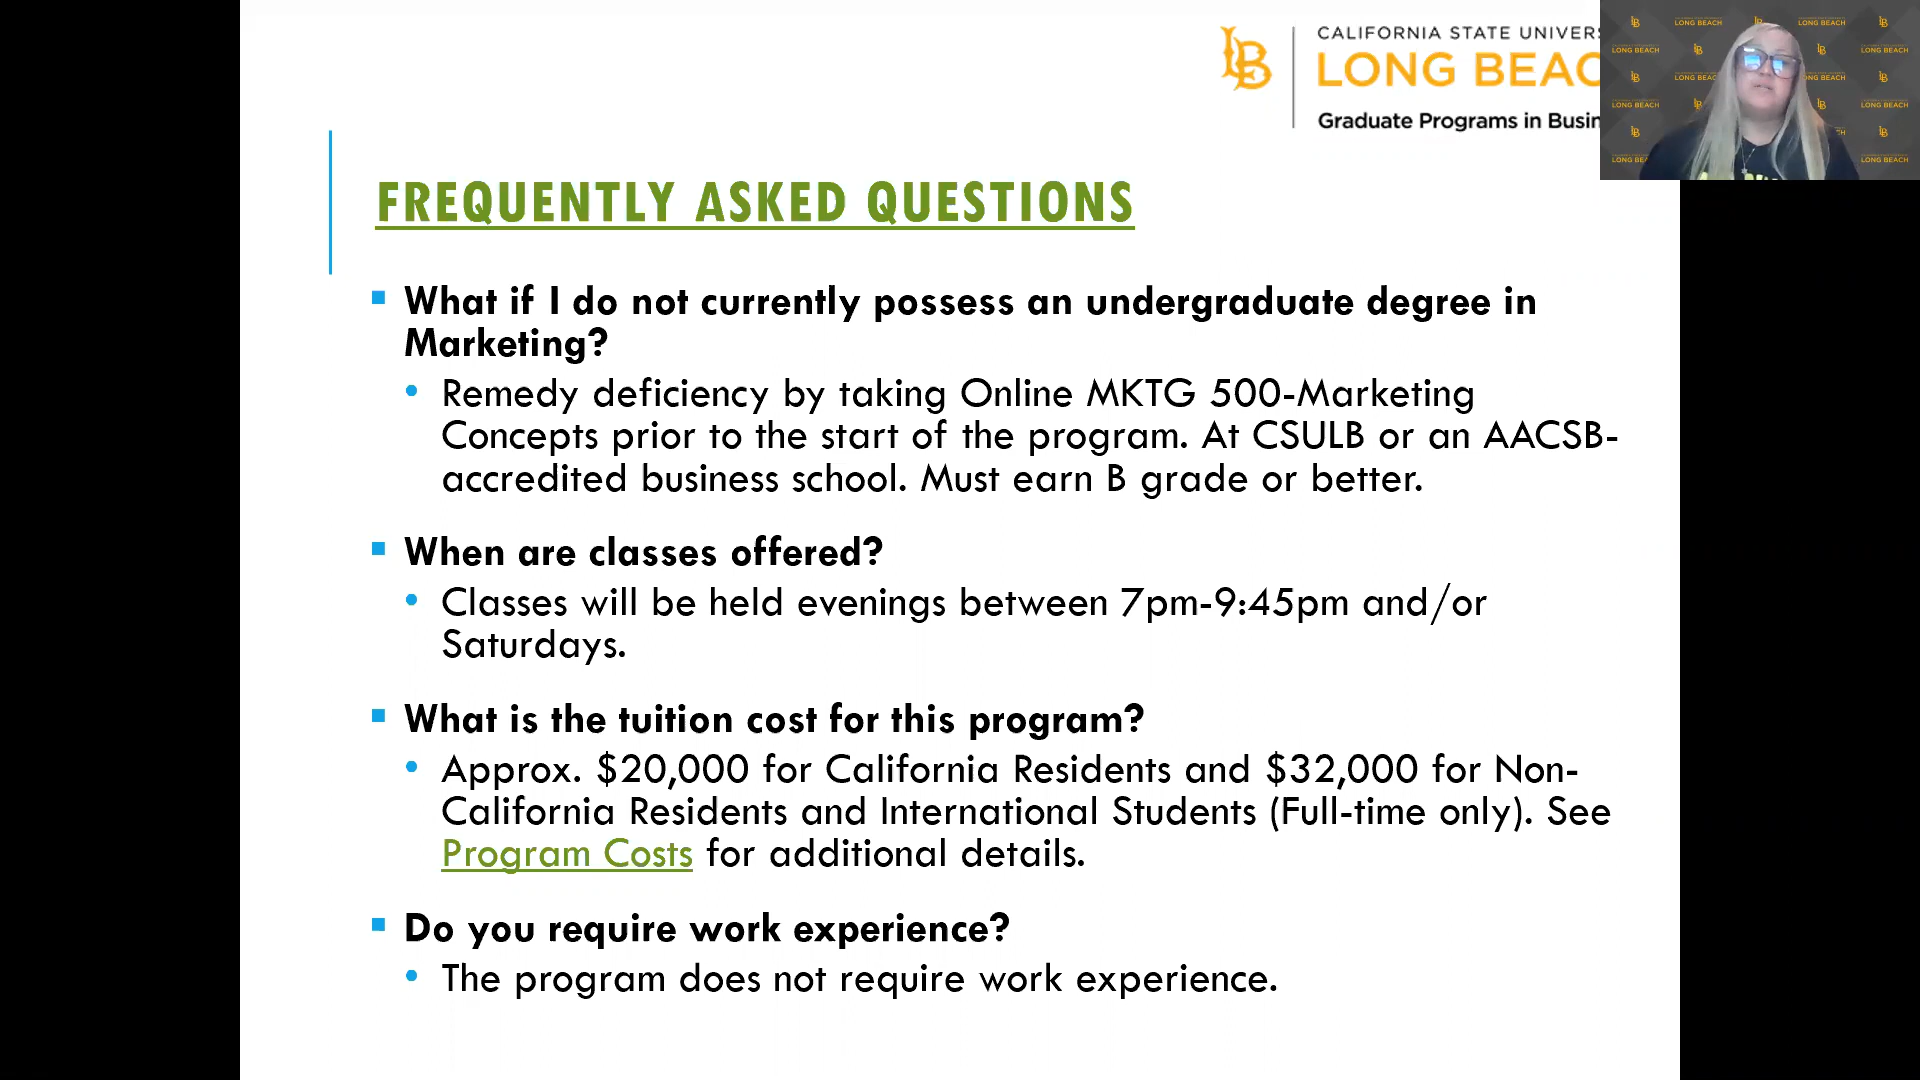 CALIFORNIA STATE UNIVERS
LONG BEAC
Graduate Programs in Busin
FREQUENTLY ASKED QUESTIONS
▪ What if I do not currently possess an undergraduate degree in
Marketing?
• Remedy deficiency by taking Online MKTG 500-Marketing
Concepts prior to the start of the program. At CSULB or an AACSB-
accredited business school. Must earn B grade or better.
▪ When are classes offered?
• Classes will be held evenings between 7pm-9:45pm and/or
Saturdays.
▪ What is the tuition cost for this program?
• Approx. $20,000 for California Residents and $32,000 for Non-
California Residents and International Students (Full-time only). See
Program Costs for additional details.
▪ Do you require work experience?
• The program does not require work experience.